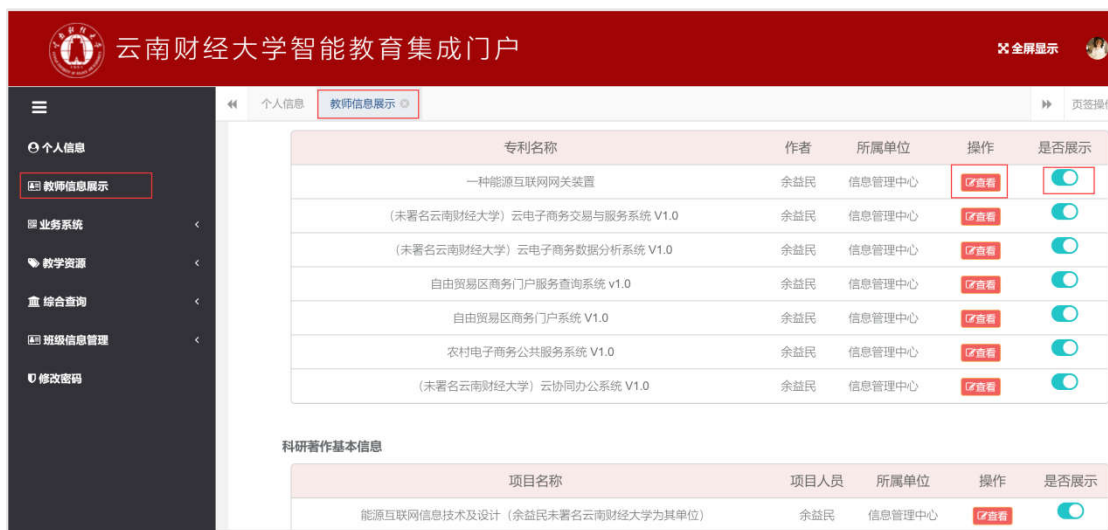 云南财经大学智能教育集成门户
全屏显示
个人信息 教师信息展示 页签操作
个人信息
教师信息展示
业务系统
教学资源
综合查询
班级信息管理
修改密码
专利名称 作者 所属单位 操作 是否展示
一种能源互联网网关装置 余益民 信息管理中心 查看
(未署名云南财经大学)云电子商务交易与服务系统 V1.0 余益民 信息管理中心 查看
(未署名云南财经大学)云电子商务数据分析系统 V1.0 余益民 信息管理中心 查看
自由贸易区商务门户服务查询系统 v1.0 余益民 信息管理中心 查看
自由贸易区商务门户系统 V1.0 余益民 信息管理中心 查看
农村电子商务公共服务系统 V1.0 余益民 信息管理中心 查看
(未署名云南财经大学)云协同办公系统 V1.0 余益民 信息管理中心 查看
科研著作基本信息
项目名称 项目人员 所属单位 操作 是否展示
能源互联网信息技术及设计(余益民未署名云南财经大学为其单位) 余益民 信息管理中心 查看